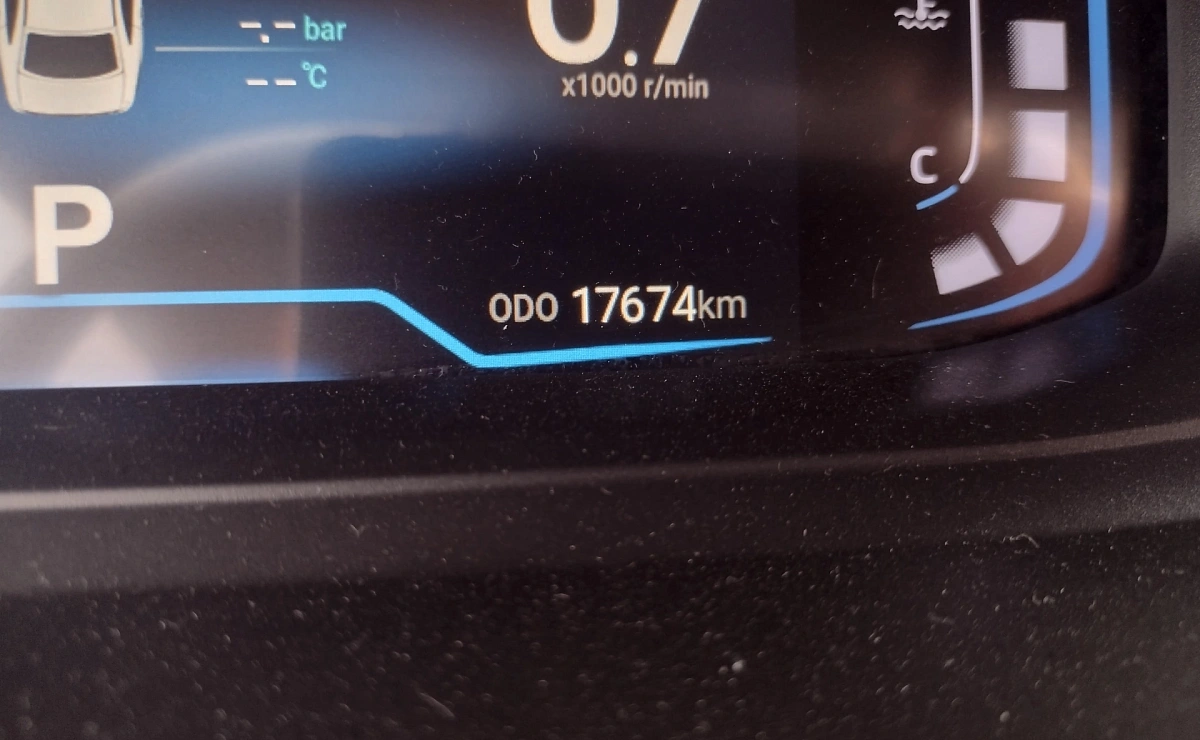 -.- bar
0.7
-- °C
x1000 r/min
C
P
ODO 17674km